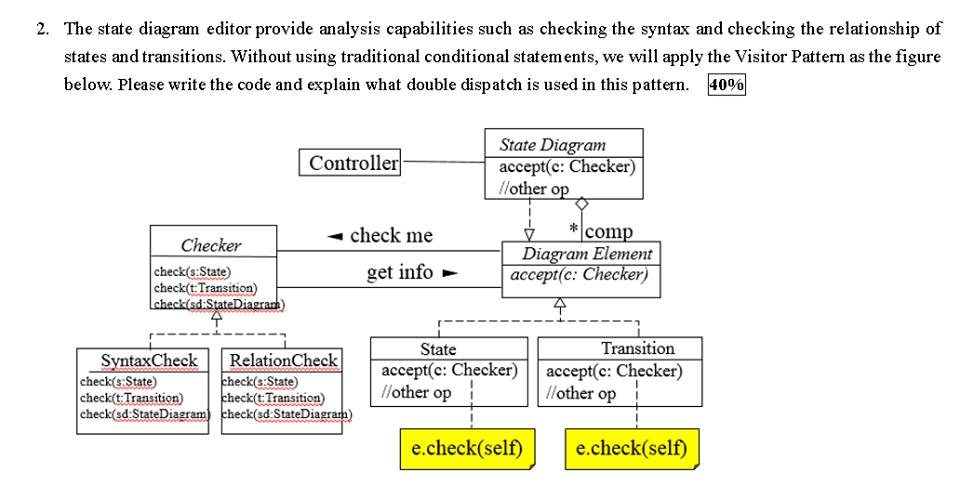 2. The state diagram editor provide analysis capabilities such as checking the syntax and checking the relationship of
states and transitions. Without using traditional conditional statements, we will apply the Visitor Pattern as the figure
below. Please write the code and explain what double dispatch is used in this pattern. 40%
State Diagram
accept(c: Checker)
//other op
Controller
* comp
◄ check me
Checker
check(s:State)
check(t:Transition)
check(sd:StateDiagram)
Diagram Element
accept(c: Checker)
get info ►
SyntaxCheck
check(s:State)
check(t:Transition)
check(sd:StateDiagram)
RelationCheck
check(s:State)
check(t:Transition)
check(sd:StateDiagram)
State
accept(c: Checker)
//other op
Transition
accept(c: Checker)
//other op
e.check(self)
e.check(self)